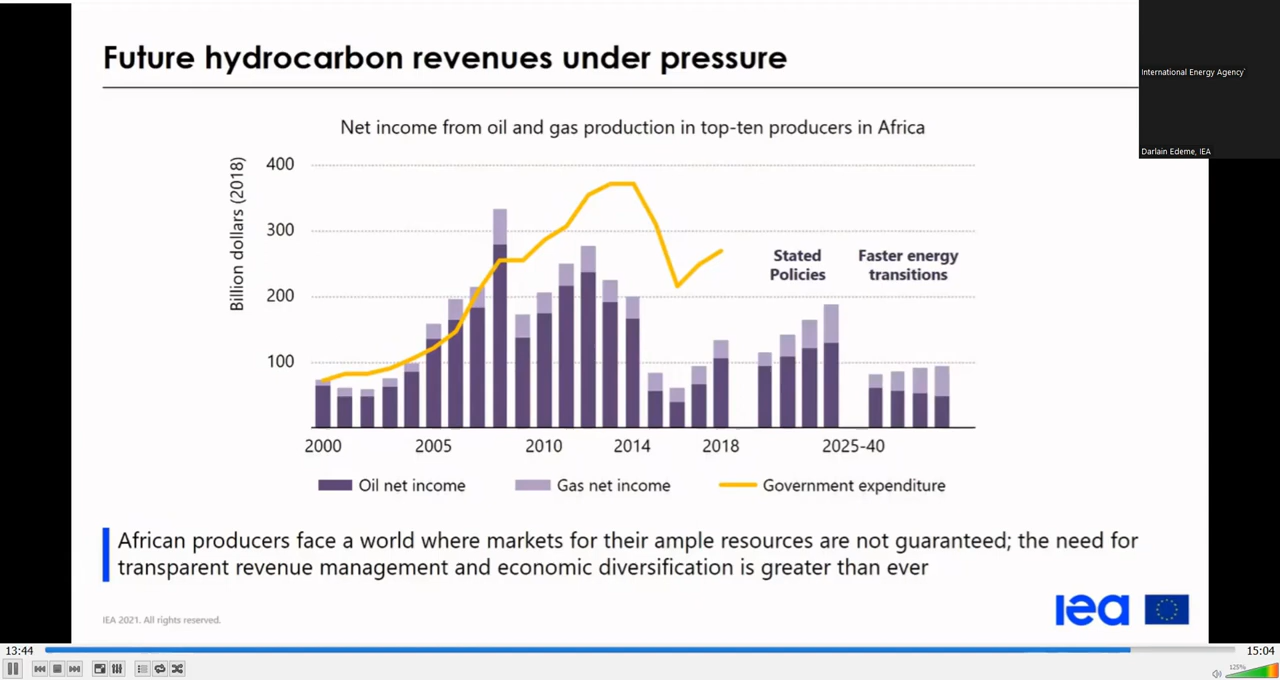 Future hydrocarbon revenues under pressure
International Energy Agency'
Darlain Edeme, IEA
Net income from oil and gas production in top-ten producers in Africa
Billion dollars (2018)
400
300
200
100
Stated
Policies
Faster energy
transitions
2000 2005 2010 2014 2018 2025-40
Oil net income Gas net income Government expenditure
African producers face a world where markets for their ample resources are not guaranteed; the need for
transparent revenue management and economic diversification is greater than ever
iea
IEA 2021. All rights reserved.
13:44 15:04
125%